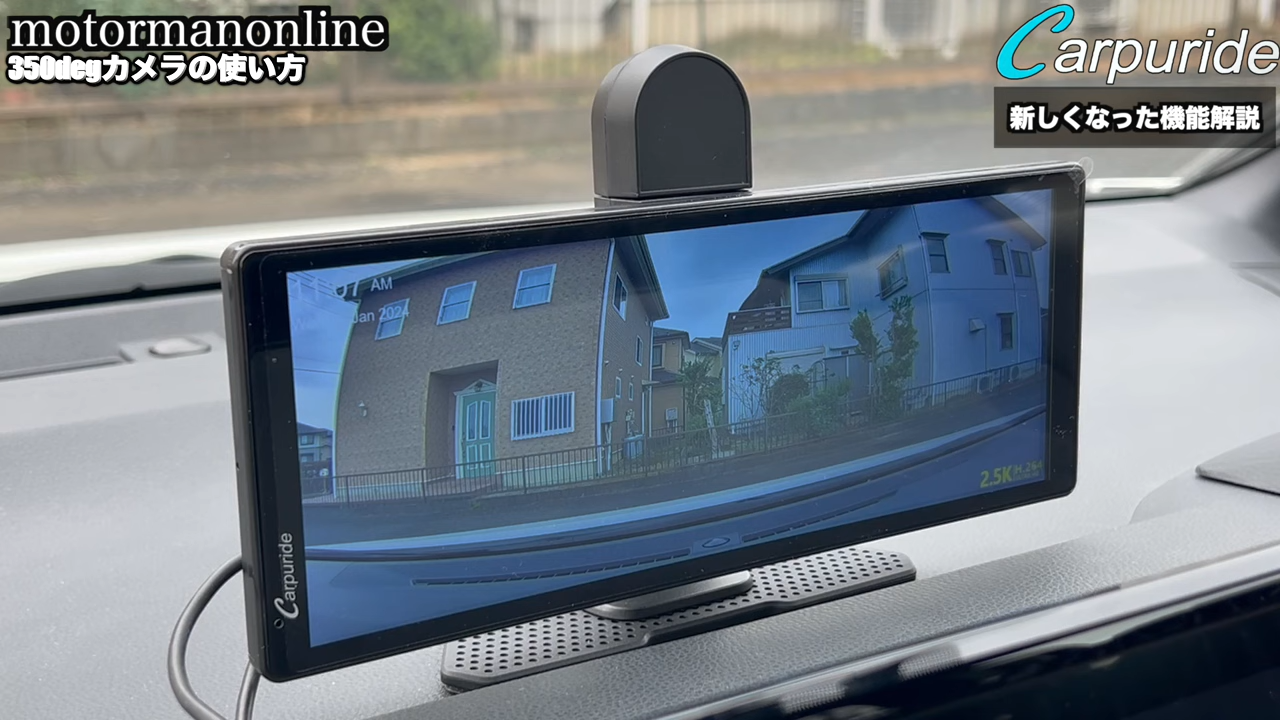 motormanonline
350degカメラの使い方
Carpuride
新しくなった機能解説
AM
Jan 2024
2.5K
Carpuride